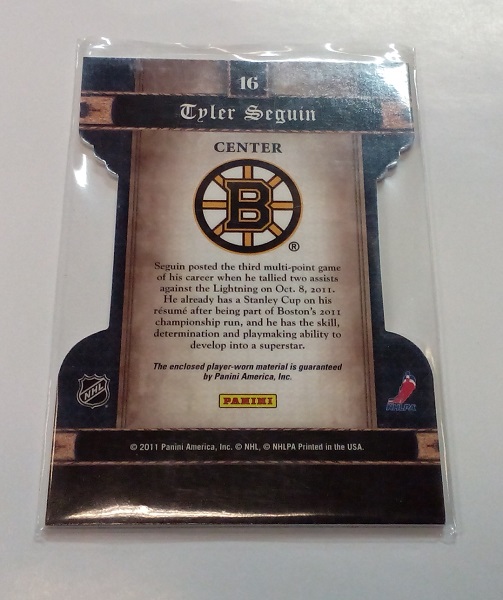 16
Tyler Seguin
CENTER
B
®
Seguin posted the third multi-point game
of his career when he tallied two assists
against the Lightning on Oct. 8, 2011.
He already has a Stanley Cup on his
résumé after being part of Boston's 2011
championship run, and he has the skill,
determination and playmaking ability to
develop into a superstar.
The enclosed player-worn material is guaranteed
by Panini America, Inc.
NHL
PANINI
NHLPA
© 2011 Panini America, Inc. © NHL, © NHLPA Printed in the USA.